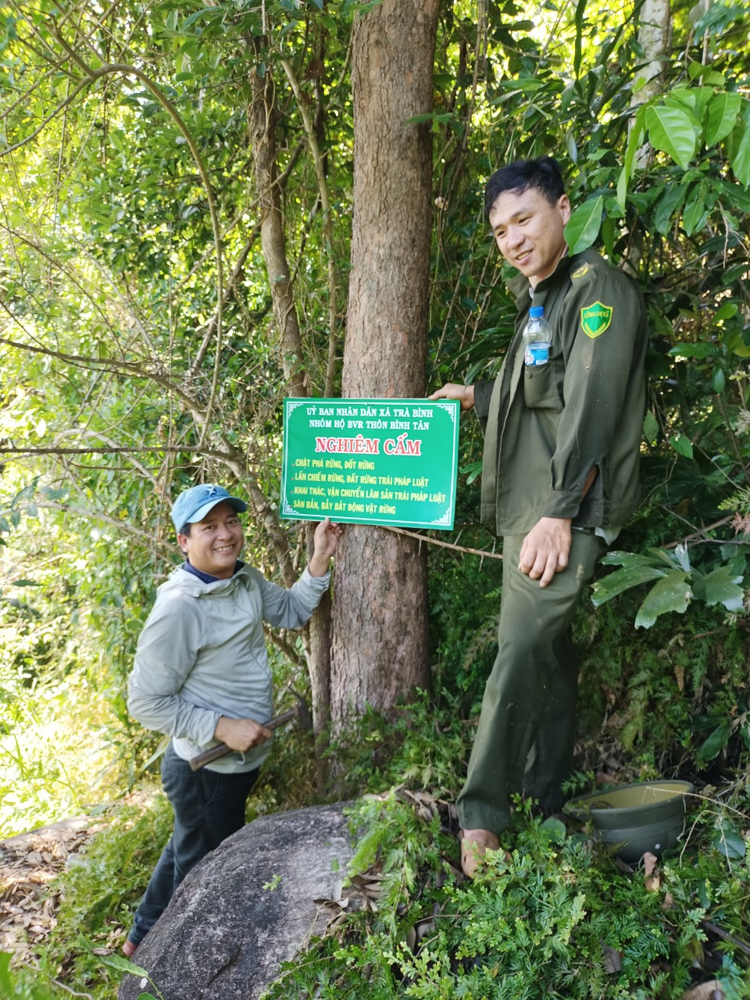 UỶ BAN NHÂN DÂN XÃ TRÀ BÌNH
NHÓM HỘ BVR THÔN BÌNH TÂN
NGHIÊM CẤM
- CHẶT PHÁ RỪNG, ĐỐT RỪNG
- LẤN CHIẾM RỪNG, ĐẤT RỪNG TRÁI PHÁP LUẬT
- KHAI THÁC, VẬN CHUYỂN LÂM SẢN TRÁI PHÁP LUẬT
- SĂN BẮN, BẪY BẮT ĐỘNG VẬT RỪNG
CÔNG AN XÃ